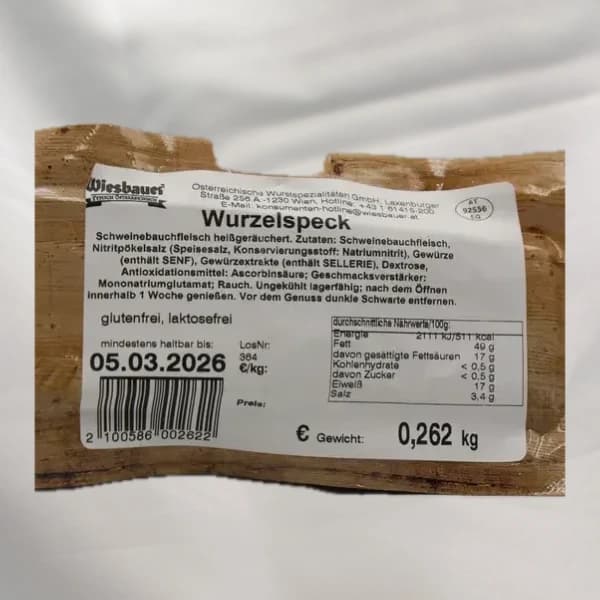 Wiesbauer
TYPISCH ÖSTERREICHISCH
Österreichische Wurstspezialitäten GmbH, Laxenburger
Straße 256 A -1230 Wien, Hotline: +43 1 61415-200
E-Mail: konsumenten-hotline@wiesbauer.at
AT
92556
EG
Wurzelspeck
Schweinebauchfleisch heißgeräuchert. Zutaten: Schweinebauchfleisch,
Nitritpökelsalz (Speisesalz, Konservierungsstoff: Natriumnitrit), Gewürze
(enthält SENF), Gewürzextrakte (enthält SELLERIE), Dextrose,
Antioxidationsmittel: Ascorbinsäure; Geschmacksverstärker:
Mononatriumglutamat; Rauch. Ungekühlt lagerfähig; nach dem Öffnen
innerhalb 1 Woche genießen. Vor dem Genuss dunkle Schwarte entfernen.
glutenfrei, laktosefrei
mindestens haltbar bis:
05.03.2026
LosNr:
364
€/kg:
Preis:
durchschnittliche Nährwerte/100g:
Energie 2111 kJ/511 kcal
Fett 49 g
davon gesättigte Fettsäuren 17 g
Kohlenhydrate < 0,5 g
davon Zucker < 0,5 g
Eiweiß 17 g
Salz 3,4 g
2 100586 002622
€ Gewicht: 0,262 kg